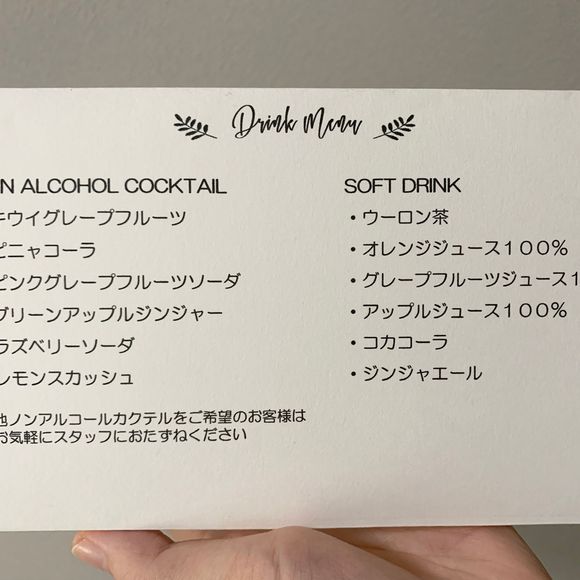 Drink Menu
N ALCOHOL COCKTAIL
キウイグレープフルーツ
ピニャコーラ
ピンクグレープフルーツソーダ
グリーンアップルジンジャー
ラズベリーソーダ
レモンスカッシュ
他ノンアルコールカクテルをご希望のお客様は
お気軽にスタッフにおたずねください
SOFT DRINK
・ウーロン茶
・オレンジジュース１００％
・グレープフルーツジュース１
・アップルジュース１００％
・コカコーラ
・ジンジャエール